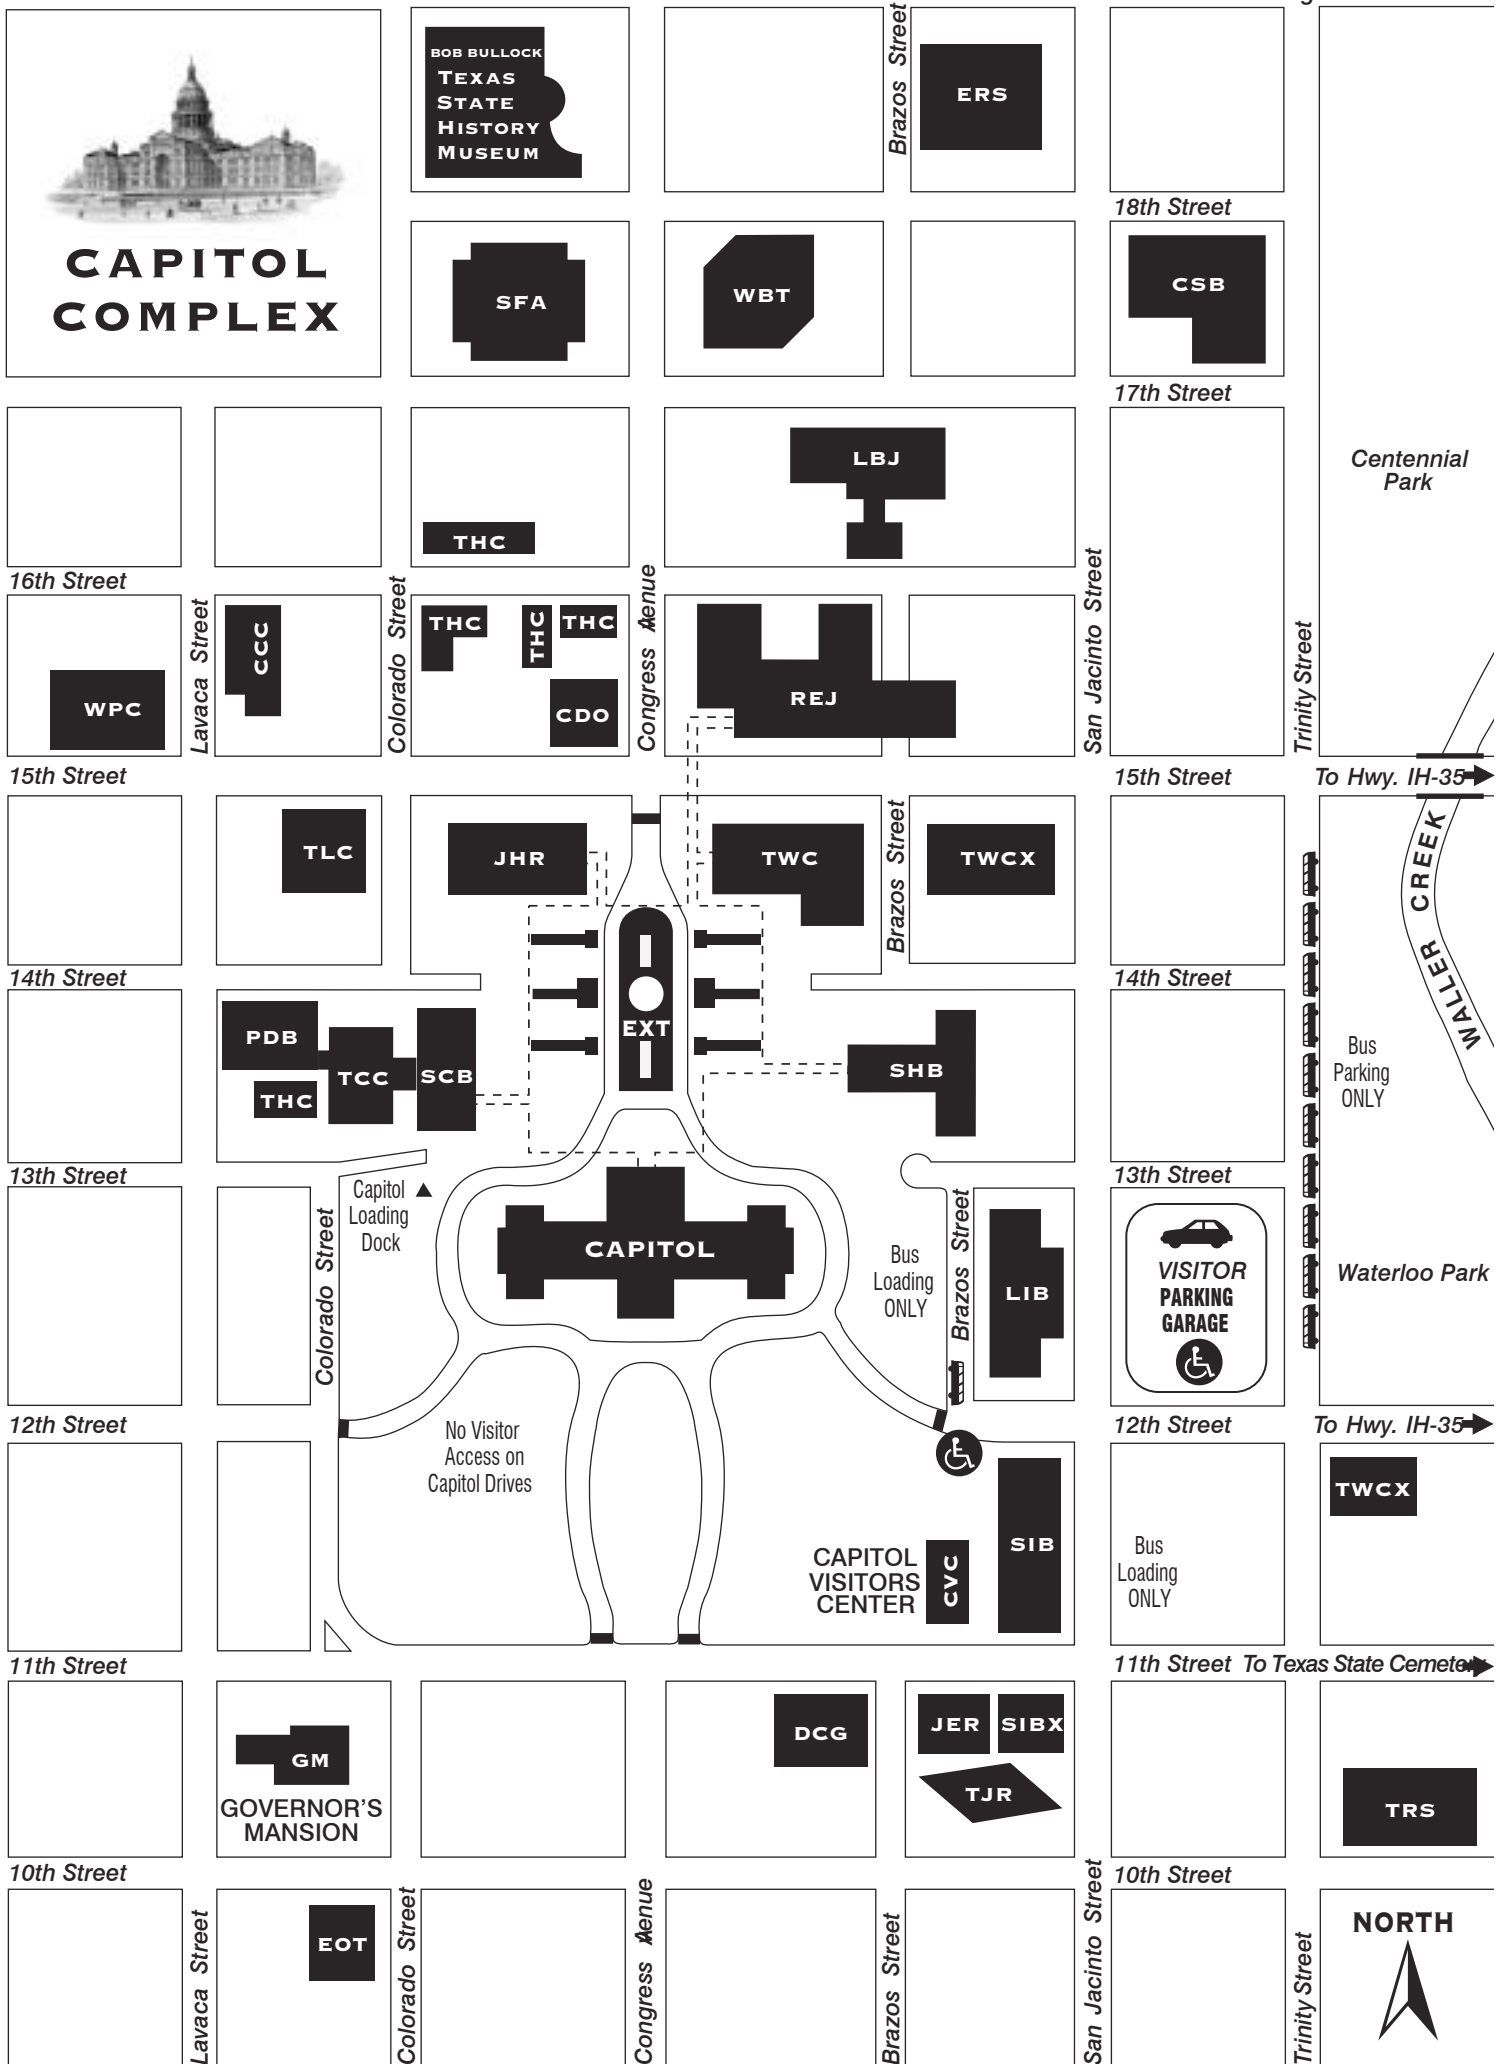 BOB BULLOCK
TEXAS
STATE
HISTORY
MUSEUM
Brazos Street
ERS
CAPITOL
COMPLEX
18th Street
SFA
WBT
CSB
17th Street
LBJ
Centennial
Park
THC
16th Street
Lavaca Street
CCC
Colorado Street
THC
THC
THC
Congress Avenue
San Jacinto Street
Trinity Street
WPC
CDO
REJ
15th Street
15th Street
To Hwy. IH-35
TLC
JHR
TWC
Brazos Street
TWCX
WALLER CREEK
14th Street
14th Street
EXT
PDB
TCC
SCB
THC
SHB
Bus
Parking
ONLY
13th Street
13th Street
Capitol
Loading
Dock
Colorado Street
CAPITOL
Bus
Loading
ONLY
Brazos Street
LIB
VISITOR
PARKING
GARAGE
Waterloo Park
12th Street
12th Street
To Hwy. IH-35
No Visitor
Access on
Capitol Drives
TWCX
SIB
CAPITOL
VISITORS
CENTER
CVC
Bus
Loading
ONLY
11th Street
11th Street To Texas State Cemetery
GM
GOVERNOR'S
MANSION
DCG
JER
SIBX
TJR
TRS
10th Street
10th Street
Lavaca Street
EOT
Colorado Street
Congress Avenue
Brazos Street
San Jacinto Street
Trinity Street
NORTH